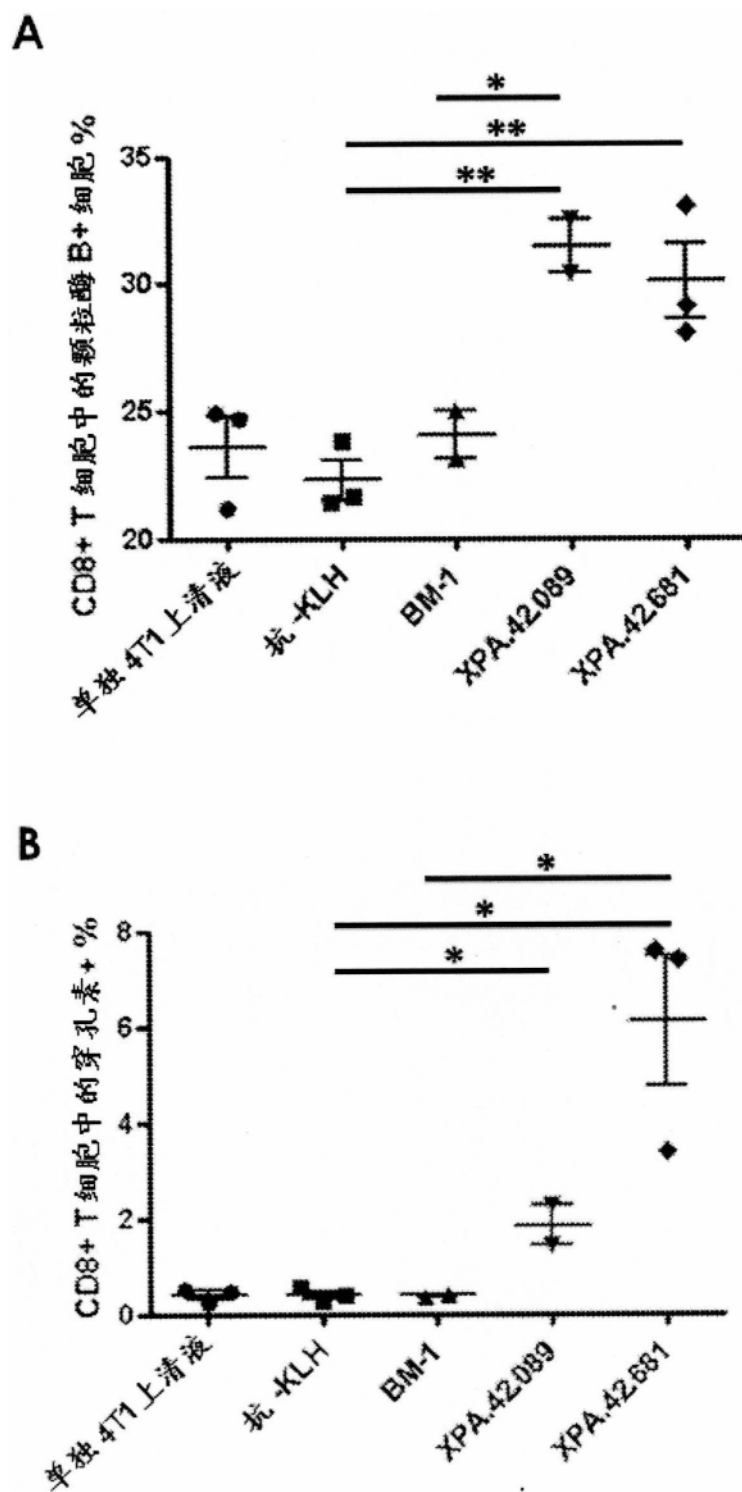 A
*
**
**
CD8+ T 细胞中的颗粒酶 B+ 细胞 %
35
30
25
20
单独 4T1 上清液
抗-KLH
BM-1
XPA.42.089
XPA.42.681
B
*
*
*
CD8+ T 细胞中的穿孔素+ %
8
6
4
2
0
单独 4T1 上清液
抗-KLH
BM-1
XPA.42.089
XPA.42.681